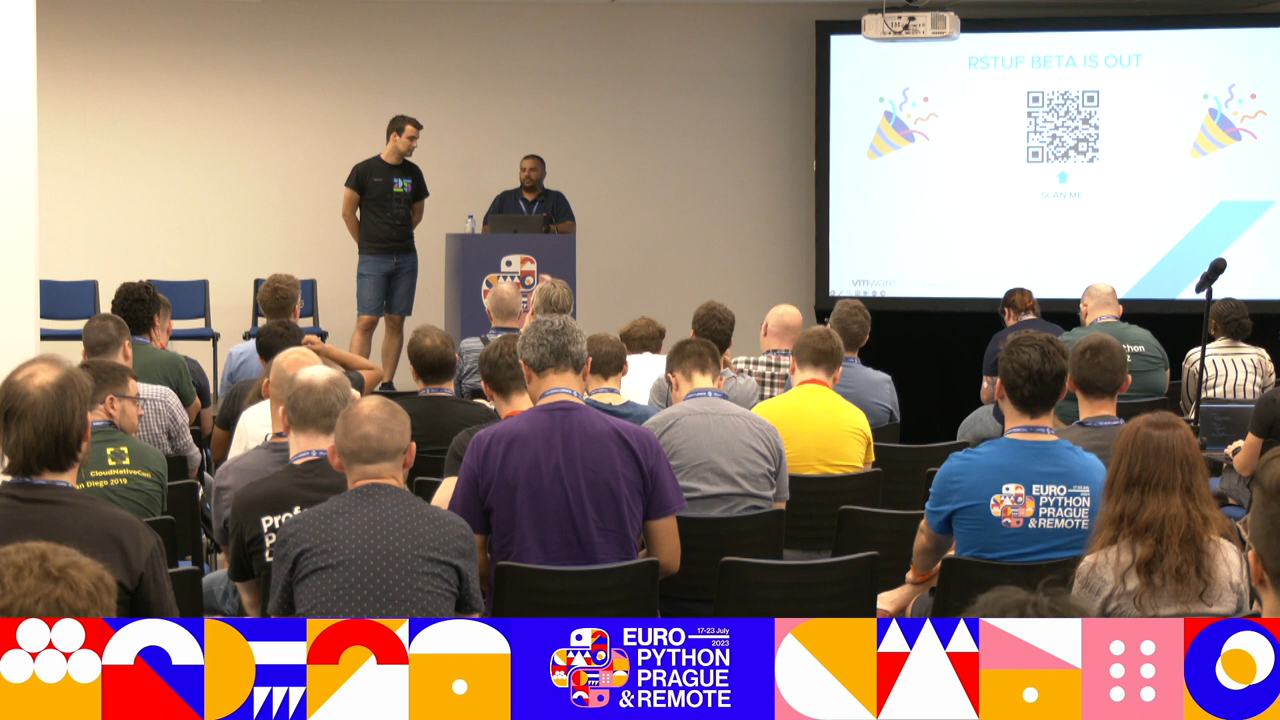 RSTUF BETA IS OUT
SCAN ME
vmware
25
CloudNativeCon
San Diego 2019
EURO
PYTHON
PRAGUE
&REMOTE
17-23 July
2023
EURO
PYTHON
PRAGUE
&REMOTE